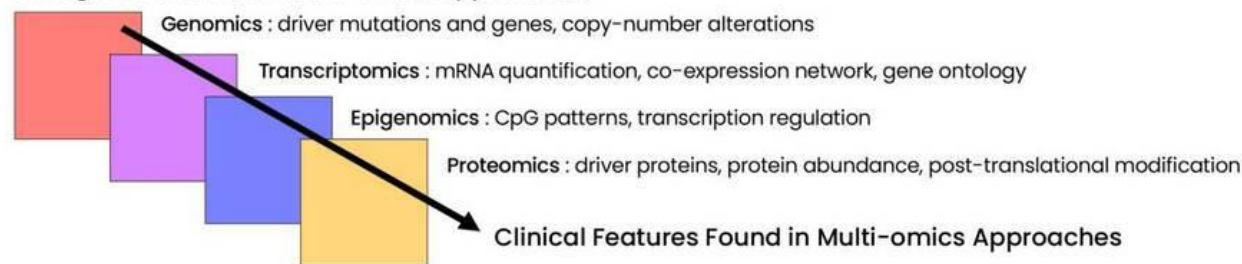 Genomics : driver mutations and genes, copy-number alterations
Transcriptomics : mRNA quantification, co-expression network, gene ontology
Epigenomics : CpG patterns, transcription regulation
Proteomics : driver proteins, protein abundance, post-translational modification
Clinical Features Found in Multi-omics Approaches